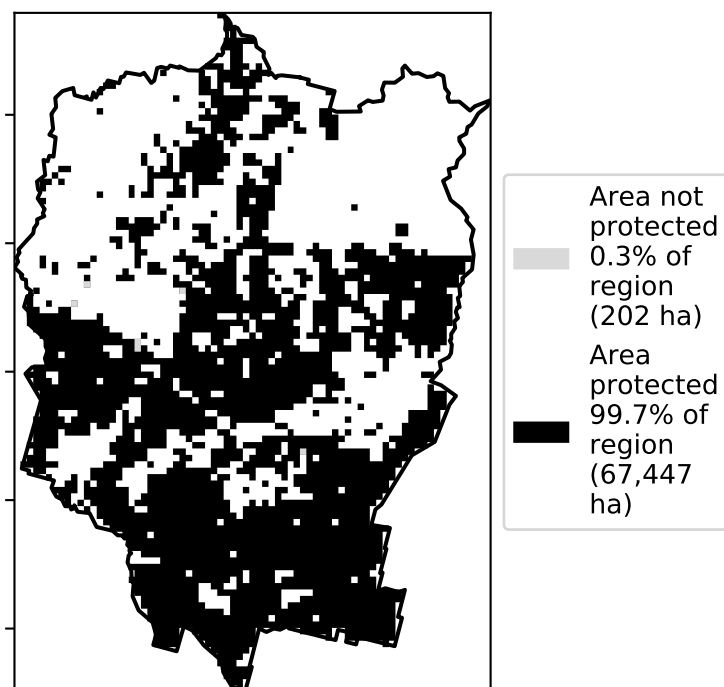 Area not
protected
0.3% of
region
(202 ha)
Area
protected
99.7% of
region
(67,447
ha)